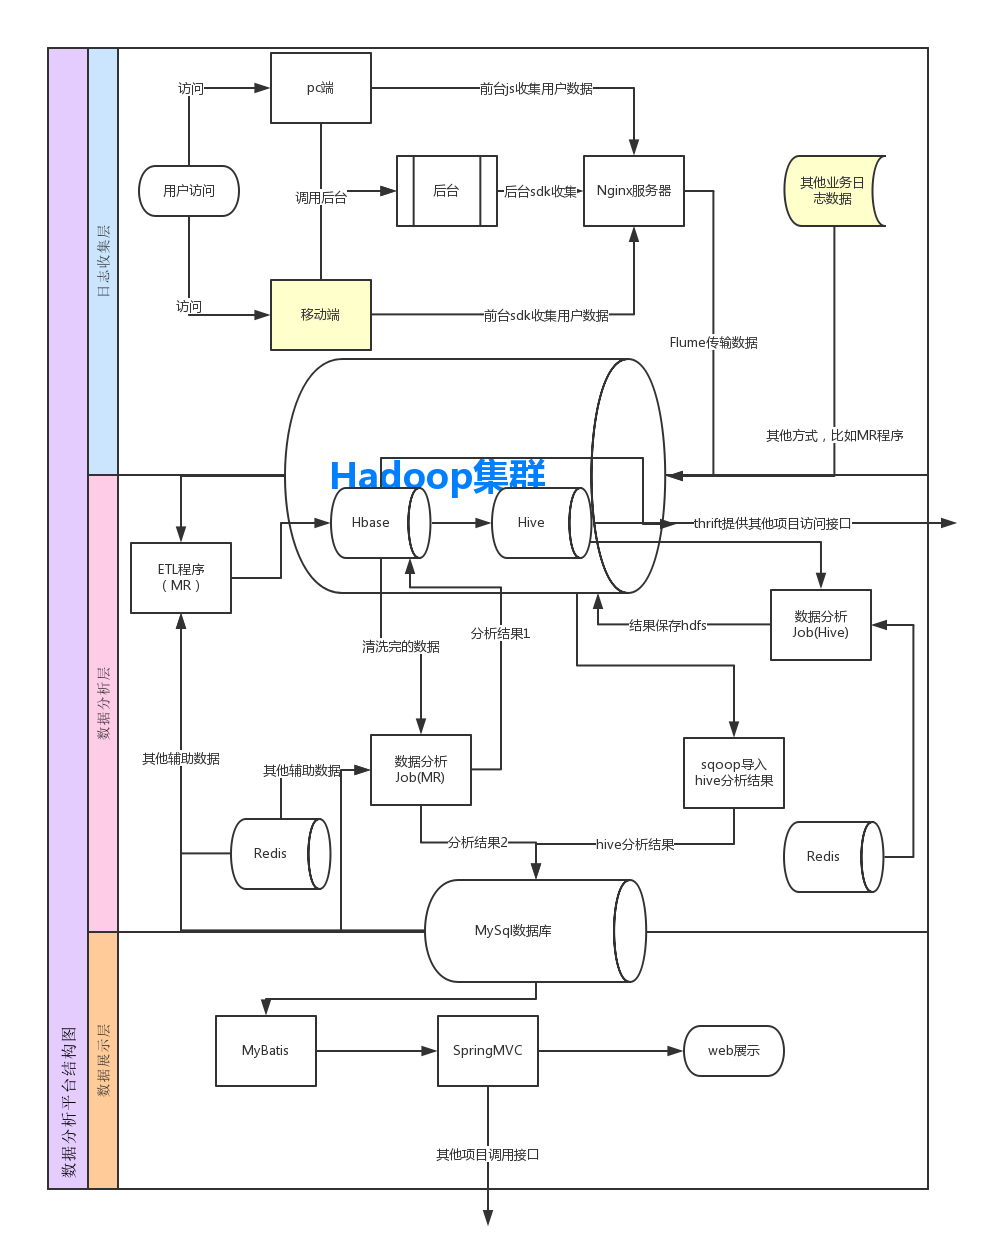 数据分析平台结构图
日志收集层
访问
pc端
前台js收集用户数据
用户访问
调用后台
后台
后台sdk收集
Nginx服务器
其他业务日
志数据
访问
移动端
前台sdk收集用户数据
Flume传输数据
其他方式，比如MR程序
数据分析层
Hadoop集群
Hbase
Hive
thrift提供其他项目访问接口
ETL程序
（MR）
清洗完的数据
分析结果1
结果保存hdfs
数据分析
Job(Hive)
其他辅助数据
其他辅助数据
数据分析
Job(MR)
sqoop导入
hive分析结果
Redis
分析结果2
hive分析结果
Redis
MySql数据库
数据展示层
MyBatis
SpringMVC
web展示
其他项目调用接口